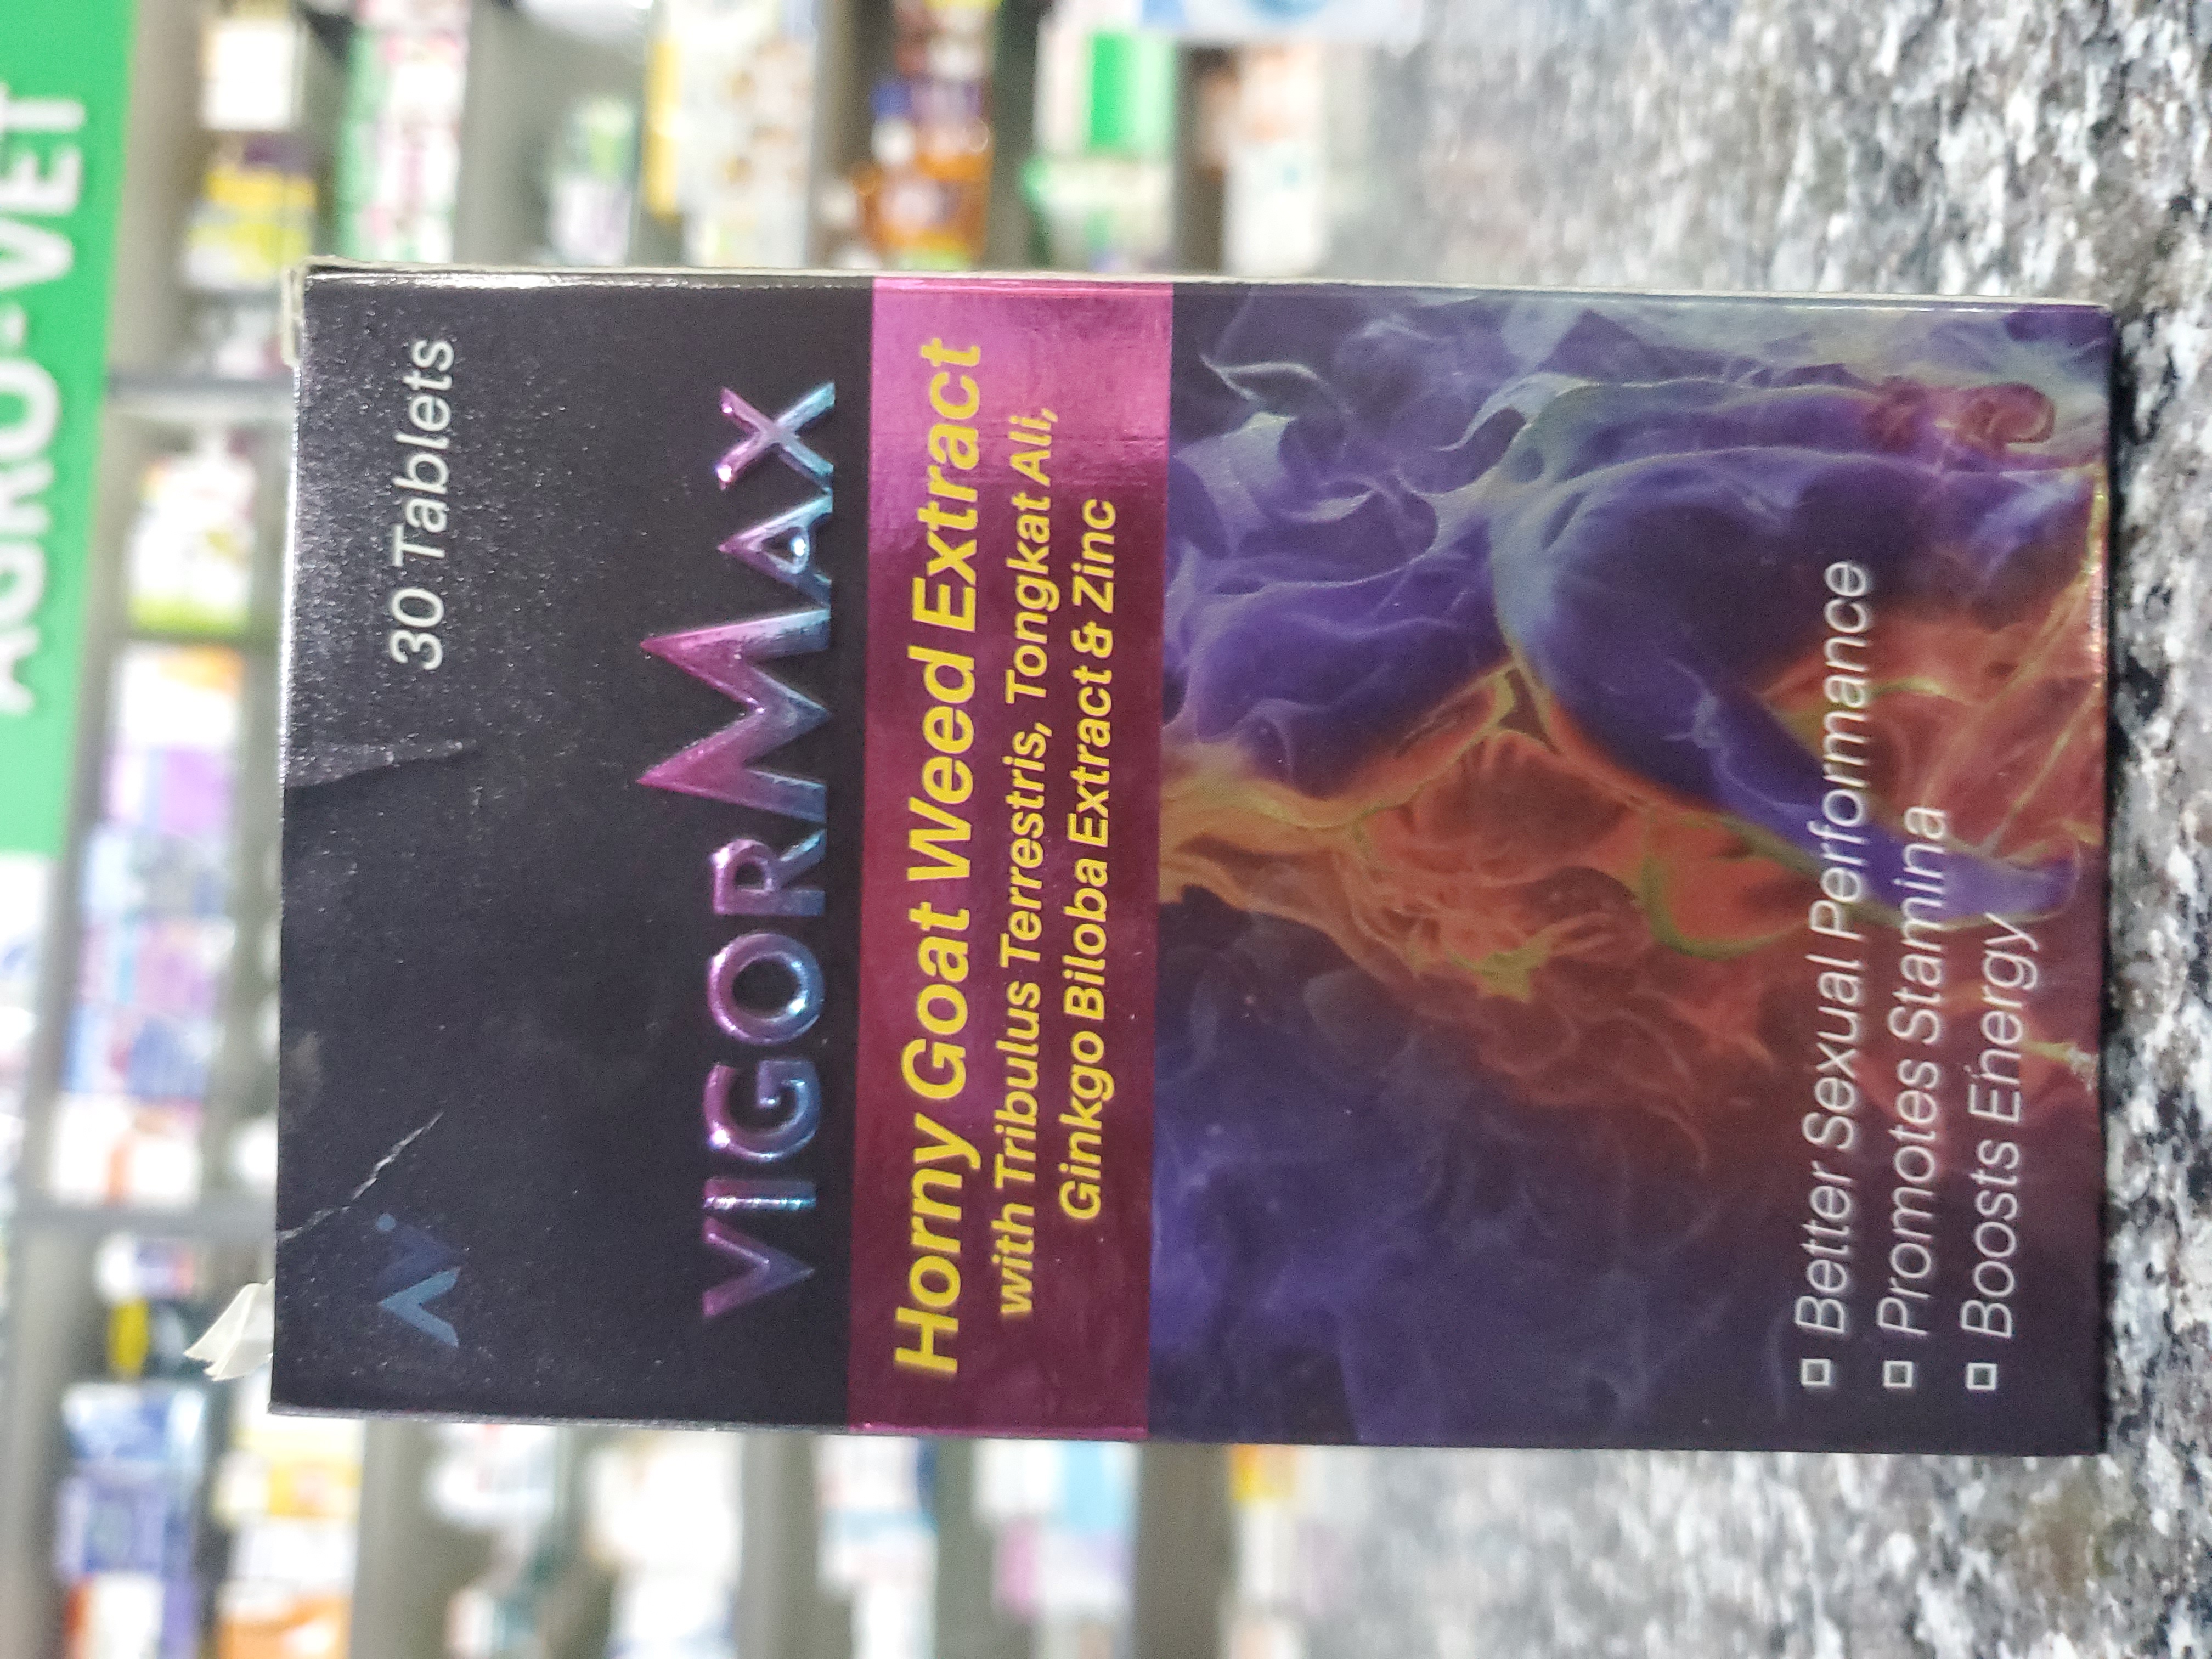 AGRO-VET
30 Tablets
VIGORMAX
Horny Goat Weed Extract
with Tribulus Terrestris, Tongkat Ali,
Ginkgo Biloba Extract & Zinc
Better Sexual Performance
Promotes Stamina
Boosts Energy